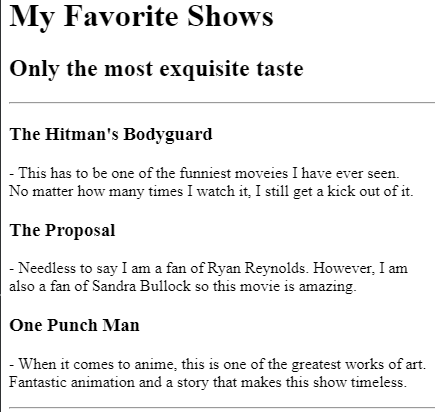 My Favorite Shows
Only the most exquisite taste
The Hitman's Bodyguard
- This has to be one of the funniest moveies I have ever seen.
No matter how many times I watch it, I still get a kick out of it.
The Proposal
- Needless to say I am a fan of Ryan Reynolds. However, I am
also a fan of Sandra Bullock so this movie is amazing.
One Punch Man
- When it comes to anime, this is one of the greatest works of art.
Fantastic animation and a story that makes this show timeless.